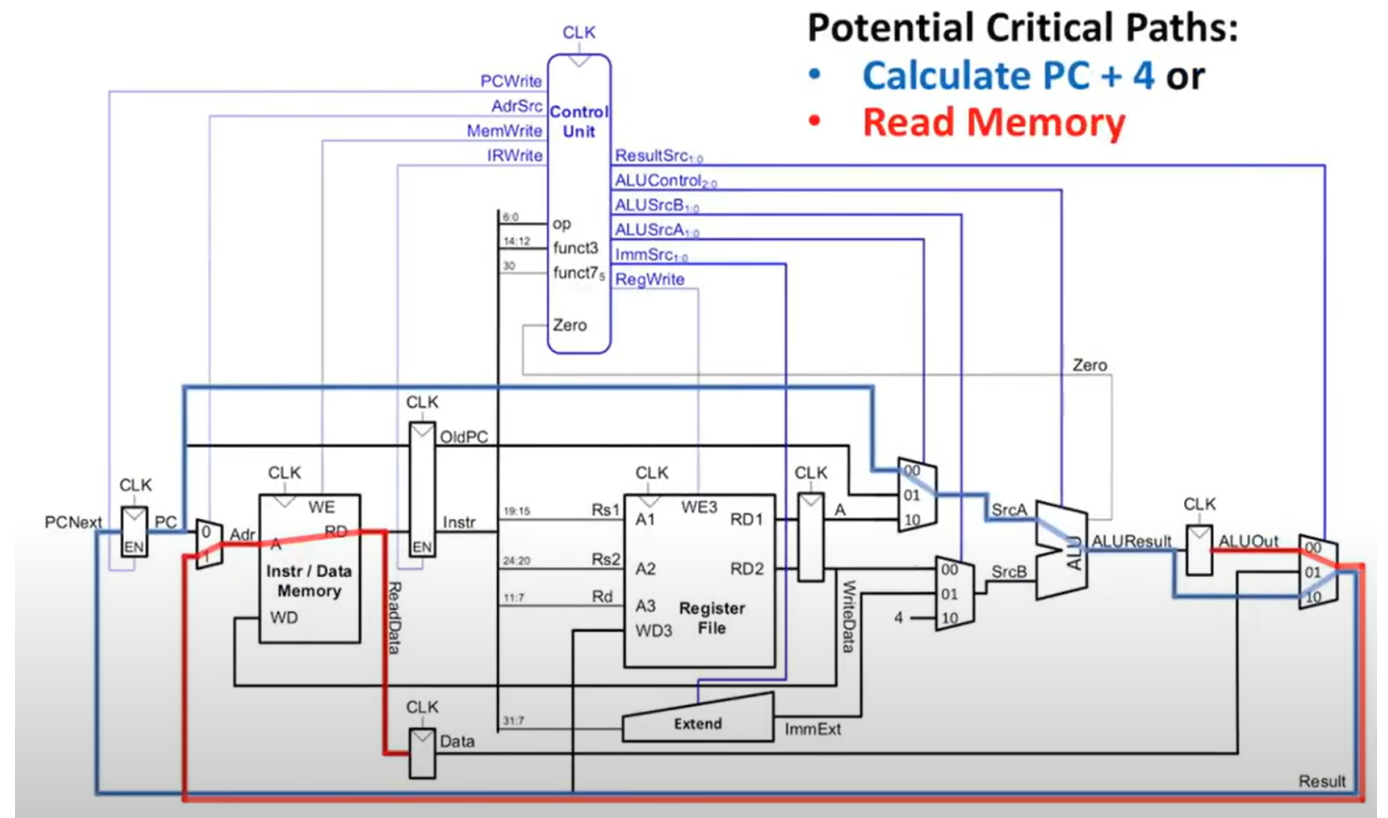 Potential Critical Paths:
• Calculate PC + 4 or
• Read Memory
CLK
PCWrite
AdrSrc
MemWrite
IRWrite
Control
Unit
ResultSrc1:0
ALUControl2:0
ALUSrcB1:0
ALUSrcA1:0
ImmSrc1:0
RegWrite
6:0
op
14:12
funct3
30
funct75
Zero
Zero
CLK
OldPC
CLK
PCNext
PC
EN
0
1
Adr
CLK
WE
A
RD
Instr / Data
Memory
WD
ReadData
EN
Instr
19:15
Rs1
24:20
Rs2
11:7
Rd
31:7
CLK
WE3
A1
RD1
A2
RD2
A3
WD3
Register
File
CLK
A
WriteData
00
01
10
00
01
10
4
SrcA
SrcB
ALU
ALUResult
CLK
ALUOut
00
01
10
Extend
ImmExt
CLK
Data
Result